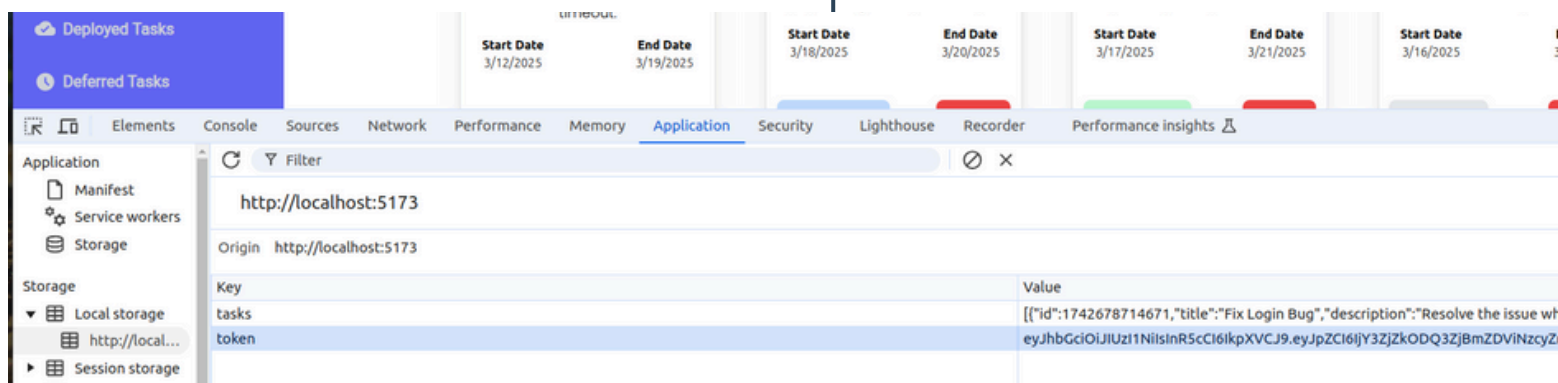 timeout.
Deployed Tasks
Start Date End Date Start Date End Date Start Date End Date Start Date
3/12/2025 3/19/2025 3/18/2025 3/20/2025 3/17/2025 3/21/2025 3/16/2025
Deferred Tasks
Elements Console Sources Network Performance Memory Application Security Lighthouse Recorder Performance insights
Application
Filter
Manifest
http://localhost:5173
Service workers
Storage
Origin http://localhost:5173
Storage
Key Value
Local storage
tasks [{"id":1742678714671,"title":"Fix Login Bug","description":"Resolve the issue wh
http://local...
token
Session storage